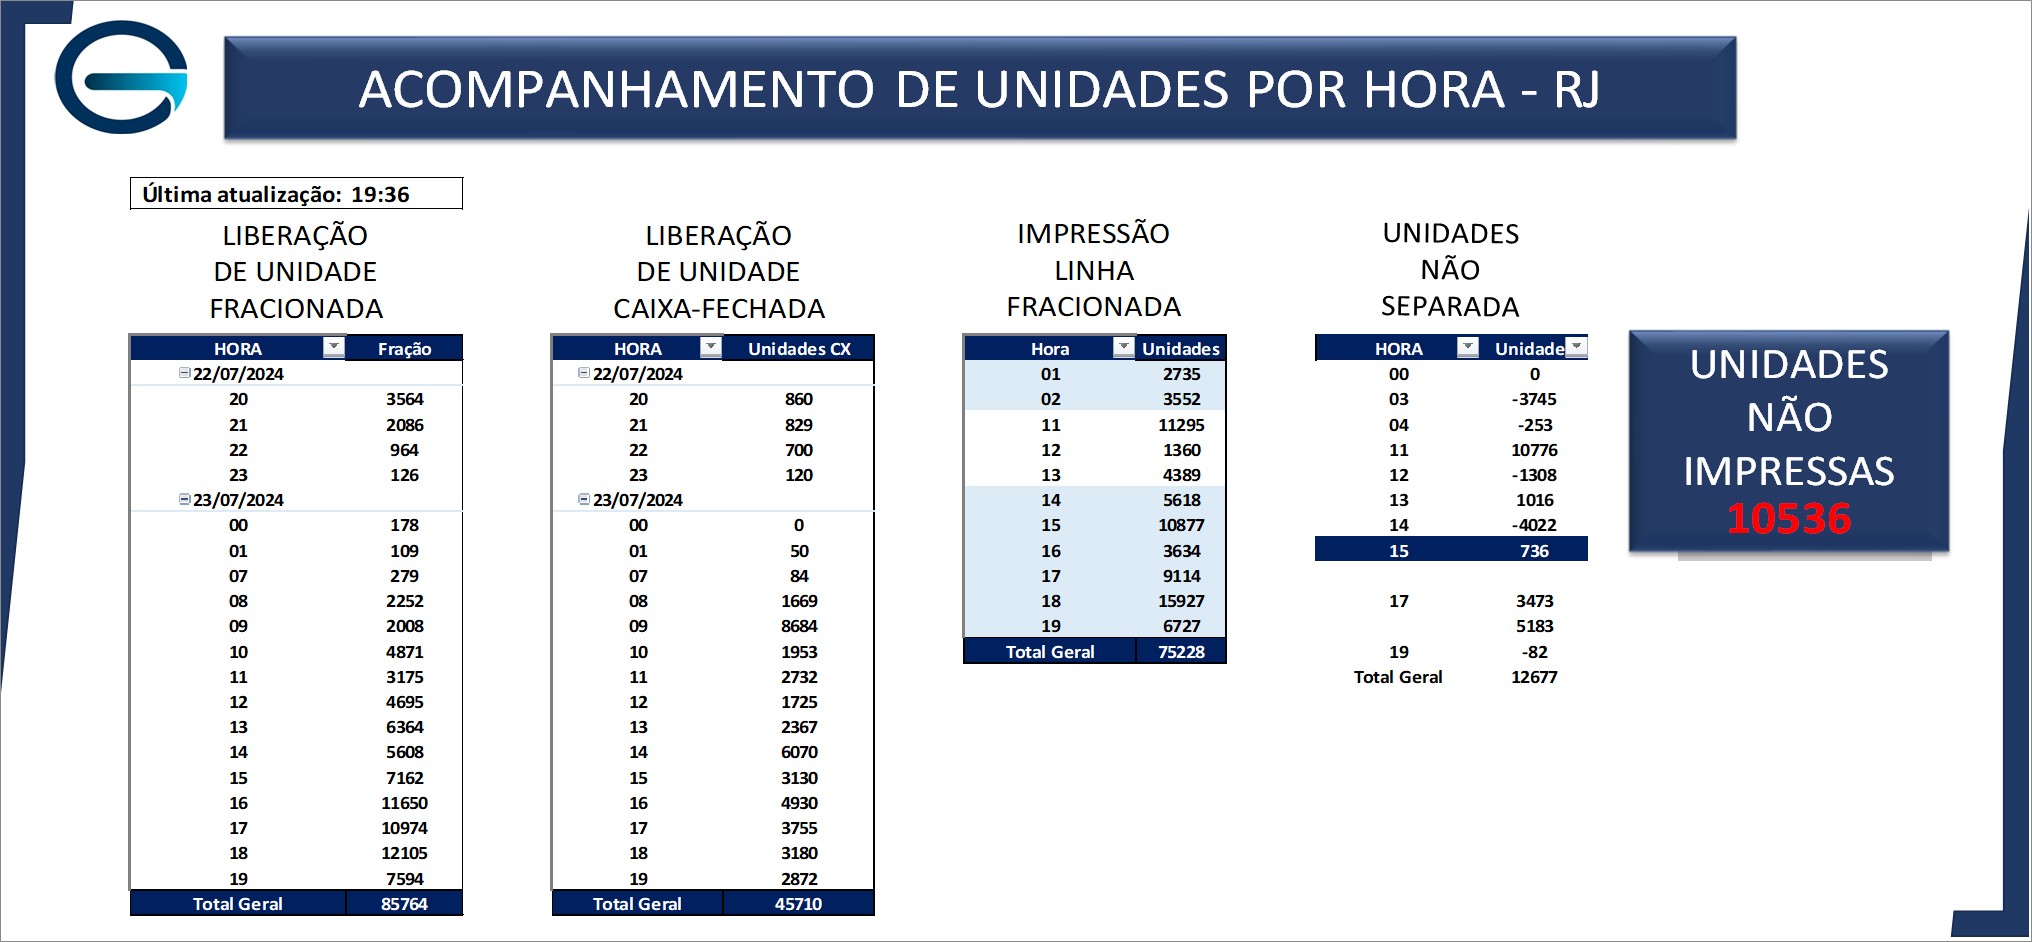 ACOMPANHAMENTO DE UNIDADES POR HORA - RJ
Última atualização: 19:36
LIBERAÇÃO
DE UNIDADE
FRACIONADA
HORA Fração
22/07/2024
20 3564
21 2086
22 964
23 126
23/07/2024
00 178
01 109
07 279
08 2252
09 2008
10 4871
11 3175
12 4695
13 6364
14 5608
15 7162
16 11650
17 10974
18 12105
19 7594
Total Geral 85764
LIBERAÇÃO
DE UNIDADE
CAIXA-FECHADA
HORA Unidades CX
22/07/2024
20 860
21 829
22 700
23 120
23/07/2024
00 0
01 50
07 84
08 1669
09 8684
10 1953
11 2732
12 1725
13 2367
14 6070
15 3130
16 4930
17 3755
18 3180
19 2872
Total Geral 45710
IMPRESSÃO
LINHA
FRACIONADA
Hora Unidades
01 2735
02 3552
11 11295
12 1360
13 4389
14 5618
15 10877
16 3634
17 9114
18 15927
19 6727
Total Geral 75228
UNIDADES
NÃO
SEPARADA
HORA Unidade
00 0
03 -3745
04 -253
11 10776
12 -1308
13 1016
14 -4022
15 736
17 3473
5183
19 -82
Total Geral 12677
UNIDADES
NÃO
IMPRESSAS
10536